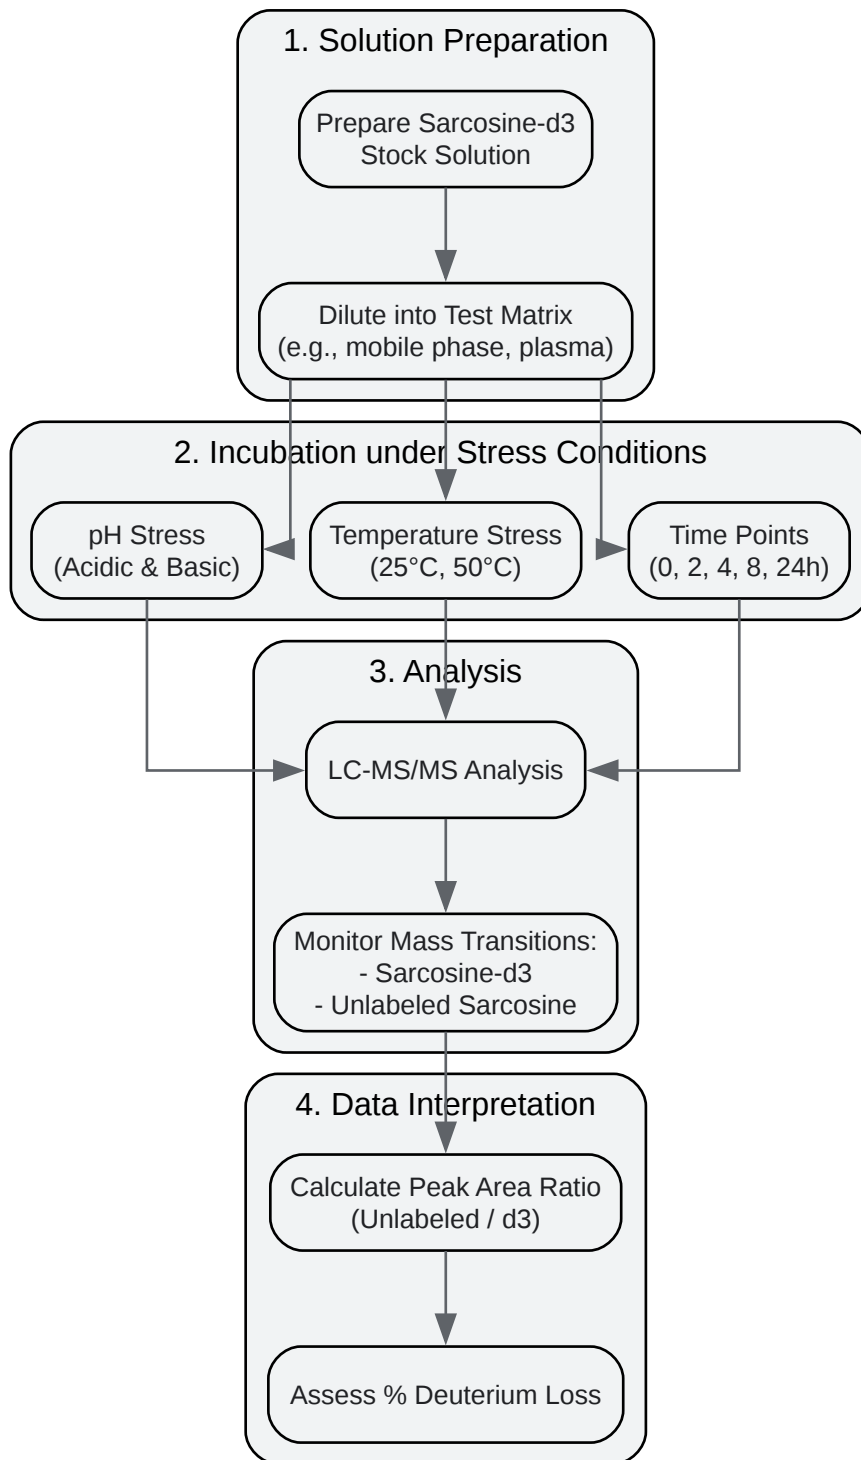 1. Solution Preparation
Prepare Sarcosine-d3
Stock Solution
Dilute into Test Matrix
(e.g., mobile phase, plasma)
2. Incubation under Stress Conditions
pH Stress
(Acidic & Basic)
Temperature Stress
(25°C, 50°C)
Time Points
(0, 2, 4, 8, 24h)
3. Analysis
LC-MS/MS Analysis
Monitor Mass Transitions:
- Sarcosine-d3
- Unlabeled Sarcosine
4. Data Interpretation
Calculate Peak Area Ratio
(Unlabeled / d3)
Assess % Deuterium Loss